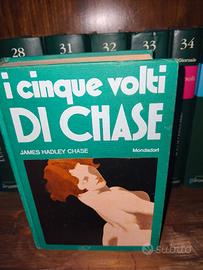 28
31
32
33
34
i cinque volti
DI CHASE
JAMES HADLEY CHASE
Mondadori
subito